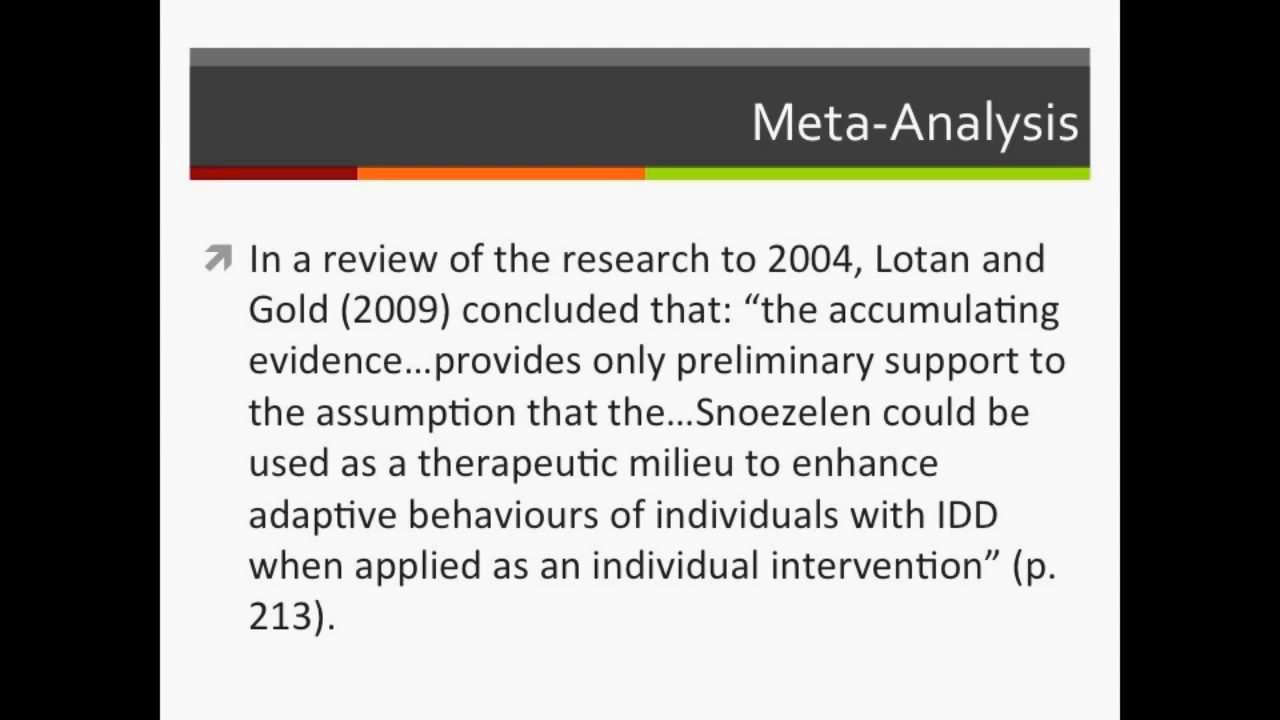 Meta-Analysis
In a review of the research to 2004, Lotan and
Gold (2009) concluded that: “the accumulating
evidence…provides only preliminary support to
the assumption that the…Snoezelen could be
used as a therapeutic milieu to enhance
adaptive behaviours of individuals with IDD
when applied as an individual intervention” (p.
213).